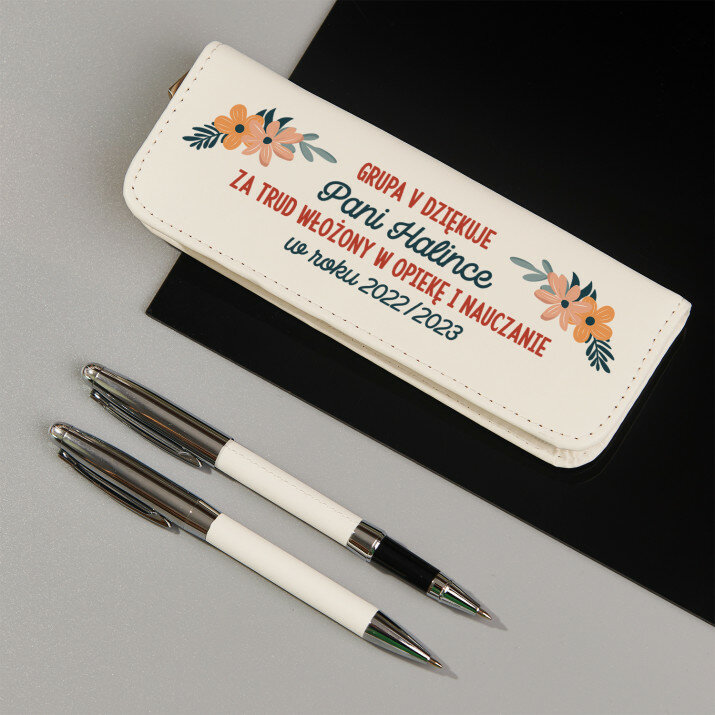 GRUPA V DZIĘKUJE
Pani Halince
ZA TRUD WŁOŻONY W OPIEKĘ I NAUCZANIE
w roku 2022/2023